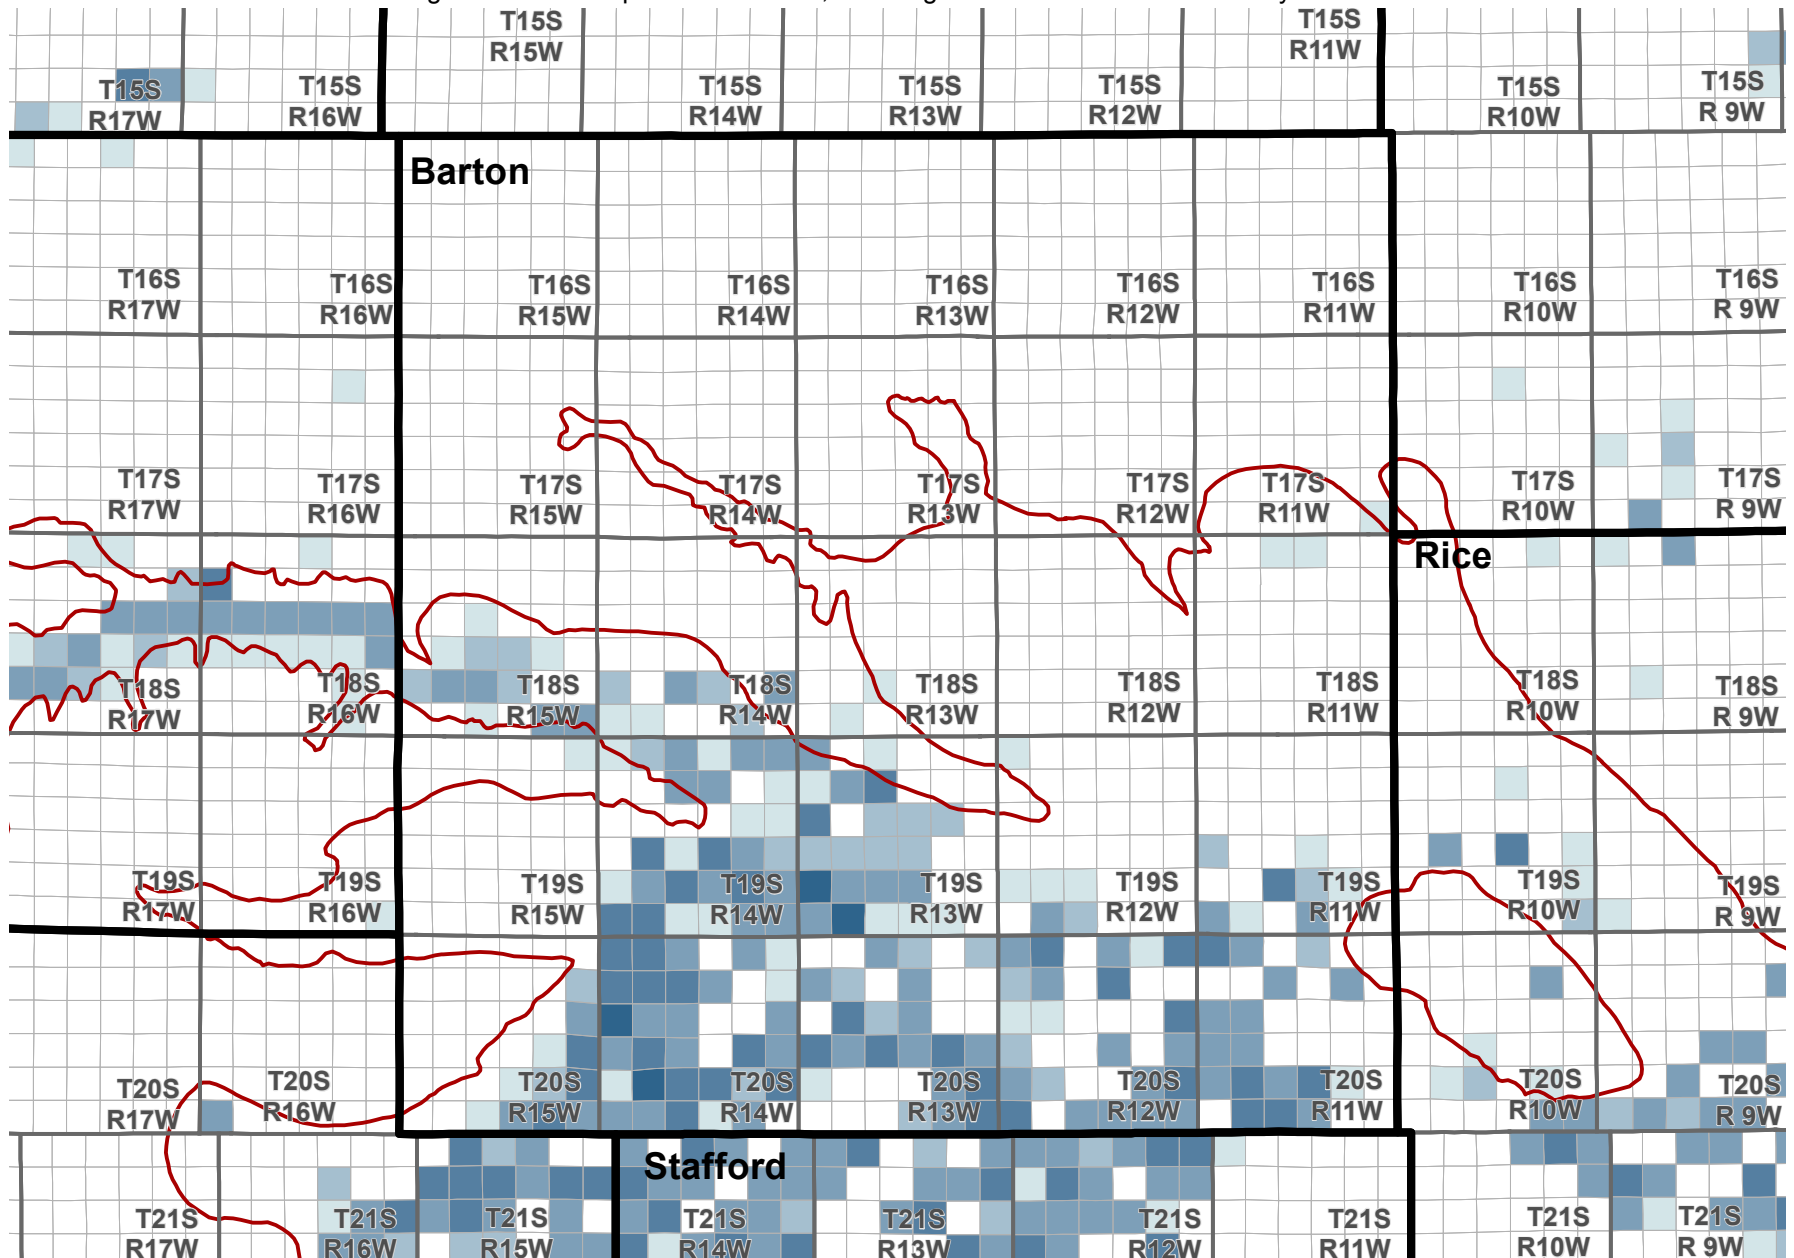 T15S
R15W
T15S
R11W
T15S
R17W
T15S
R16W
T15S
R14W
T15S
R13W
T15S
R12W
T15S
R10W
T15S
R 9W
Barton
T16S
R17W
T16S
R16W
T16S
R15W
T16S
R14W
T16S
R13W
T16S
R12W
T16S
R11W
T16S
R10W
T16S
R 9W
T17S
R17W
T17S
R16W
T17S
R15W
T17S
R14W
T17S
R13W
T17S
R12W
T17S
R11W
T17S
R10W
T17S
R 9W
Rice
T18S
R17W
T18S
R16W
T18S
R15W
T18S
R14W
T18S
R13W
T18S
R12W
T18S
R11W
T18S
R10W
T18S
R 9W
T19S
R17W
T19S
R16W
T19S
R15W
T19S
R14W
T19S
R13W
T19S
R12W
T19S
R11W
T19S
R10W
T19S
R 9W
T20S
R17W
T20S
R16W
T20S
R15W
T20S
R14W
T20S
R13W
T20S
R12W
T20S
R11W
T20S
R10W
T20S
R 9W
Stafford
T21S
R17W
T21S
R16W
T21S
R15W
T21S
R14W
T21S
R13W
T21S
R12W
T21S
R11W
T21S
R10W
T21S
R 9W